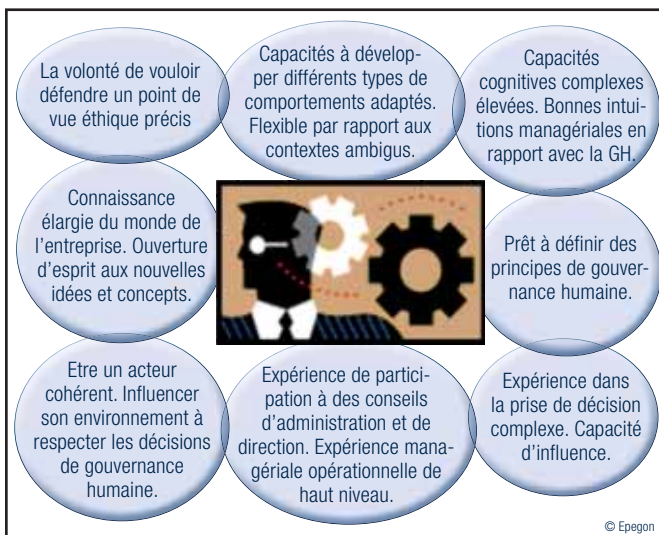 La volonté de vouloir
défendre un point de
vue éthique précis
Capacités à dévelop-
per différents types de
comportements adaptés.
Flexible par rapport aux
contextes ambigus.
Capacités
cognitives complexes
élevées. Bonnes intui-
tions managériales en
rapport avec la GH.
Connaissance
élargie du monde de
l'entreprise. Ouverture
d'esprit aux nouvelles
idées et concepts.
Prêt à définir des
principes de gouver-
nance humaine.
Etre un acteur
cohérent. Influencer
son environnement à
respecter les décisions
de gouvernance
humaine.
Expérience de partici-
pation à des conseils
d'administration et de
direction. Expérience mana-
gériale opérationnelle de
haut niveau.
Expérience dans
la prise de décision
complexe. Capacité
d'influence.
© Epegon